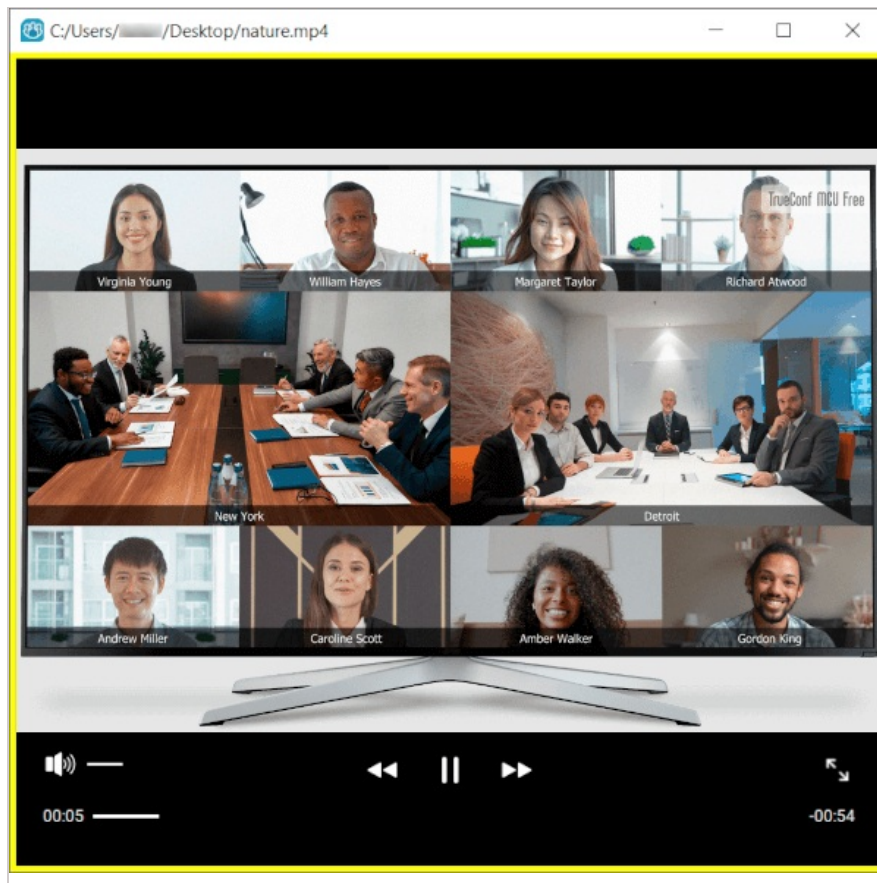 C:/Users/ /Desktop/nature.mp4
TrueConf MCU Free
Virginia Young
William Hayes
Margaret Taylor
Richard Atwood
New York
Detroit
Andrew Miller
Caroline Scott
Amber Walker
Gordon King
00:05
-00:54